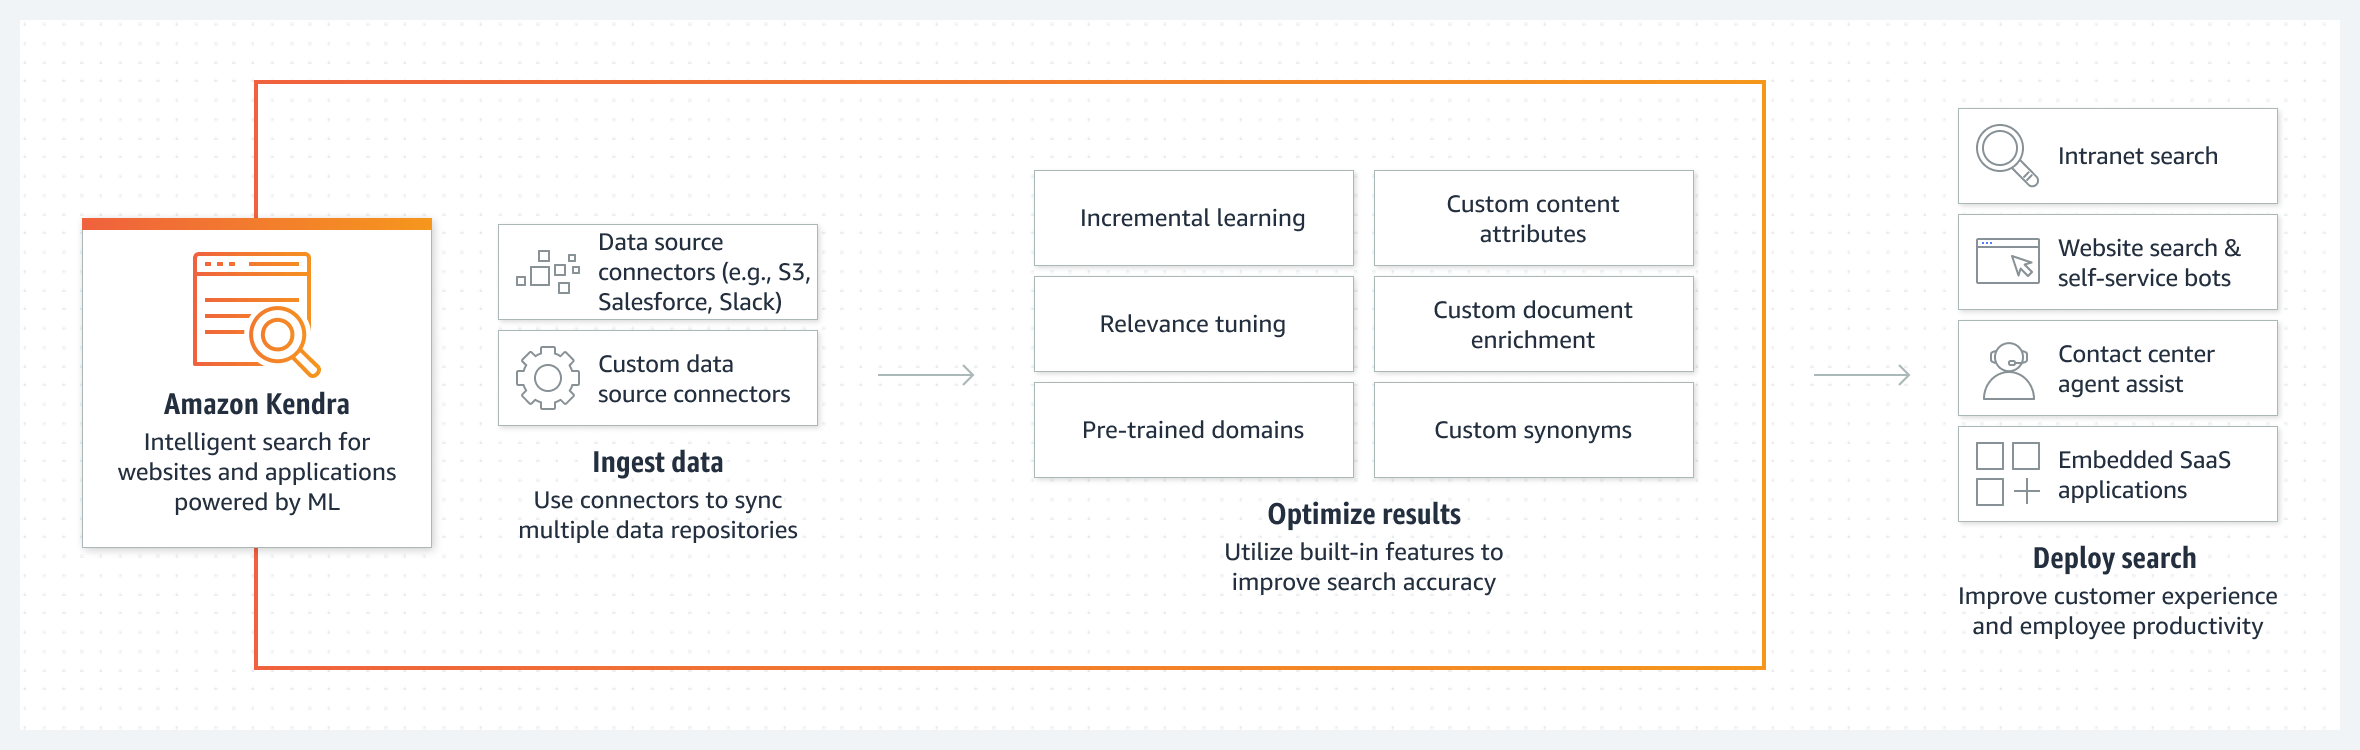 Amazon Kendra
Intelligent search for
websites and applications
powered by ML
Data source
connectors (e.g., S3,
Salesforce, Slack)
Custom data
source connectors
Ingest data
Use connectors to sync
multiple data repositories
Incremental learning
Custom content
attributes
Relevance tuning
Custom document
enrichment
Pre-trained domains
Custom synonyms
Optimize results
Utilize built-in features to
improve search accuracy
Intranet search
Website search &
self-service bots
Contact center
agent assist
Embedded SaaS
applications
Deploy search
Improve customer experience
and employee productivity